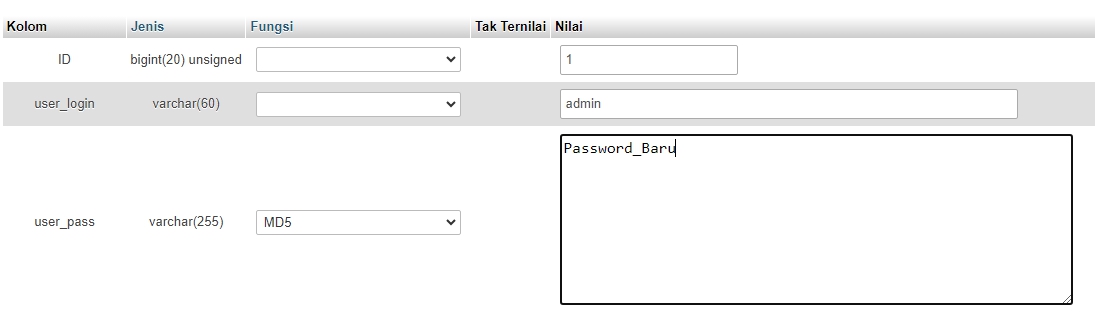 Kolom Jenis Fungsi Tak Ternilai Nilai
ID bigint(20) unsigned 1
user_login varchar(60) admin
Password_Baru
user_pass varchar(255) MD5